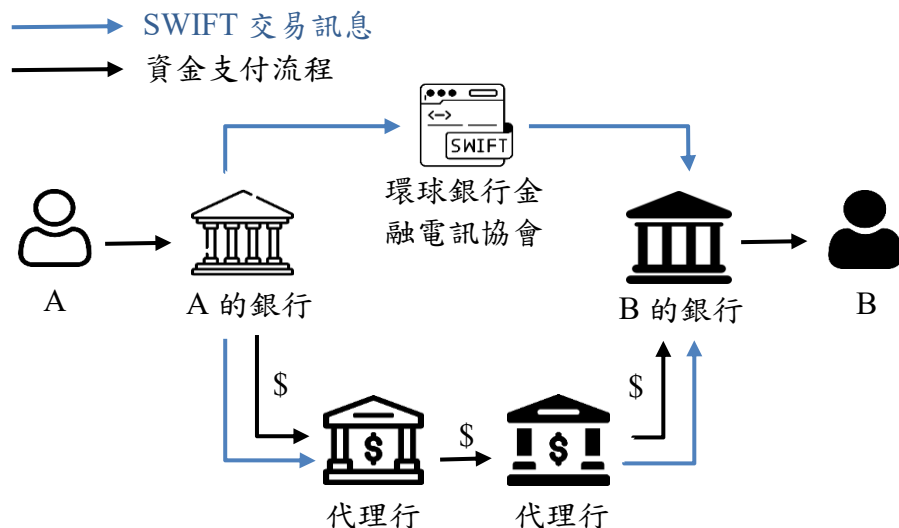 SWIFT 交易訊息
資金支付流程
<—>
SWIFT
環球銀行金
融電訊協會
A
A 的銀行
B 的銀行
B
$
$
$
$
$
代理行
代理行